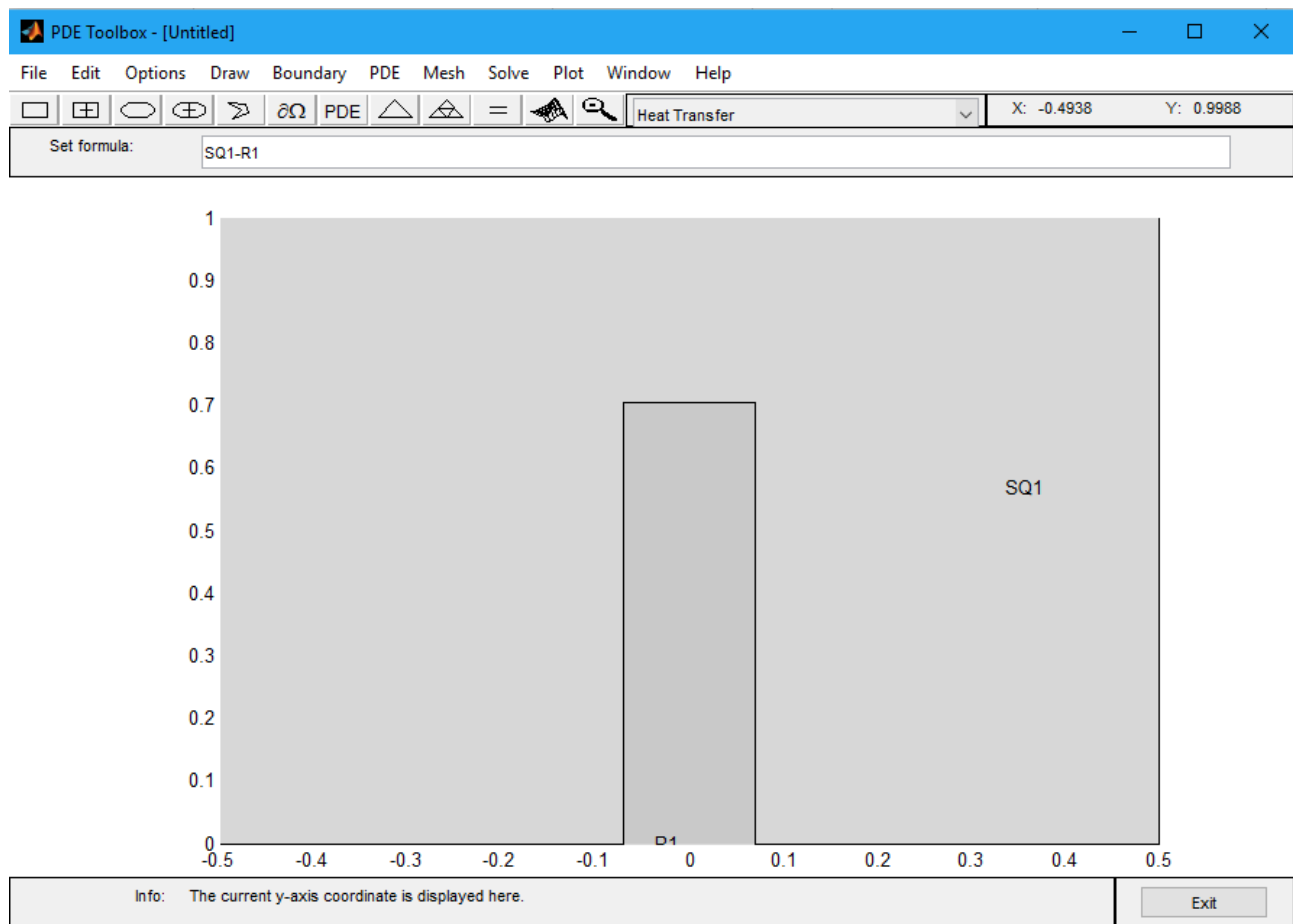 PDE Toolbox - [Untitled]
File Edit Options Draw Boundary PDE Mesh Solve Plot Window Help
∂Ω PDE = Heat Transfer X: -0.4938 Y: 0.9988
Set formula: SQ1-R1
1
0.9
0.8
0.7
0.6
SQ1
0.5
0.4
0.3
0.2
0.1
R1
0
-0.5 -0.4 -0.3 -0.2 -0.1 0 0.1 0.2 0.3 0.4 0.5
Info: The current y-axis coordinate is displayed here. Exit